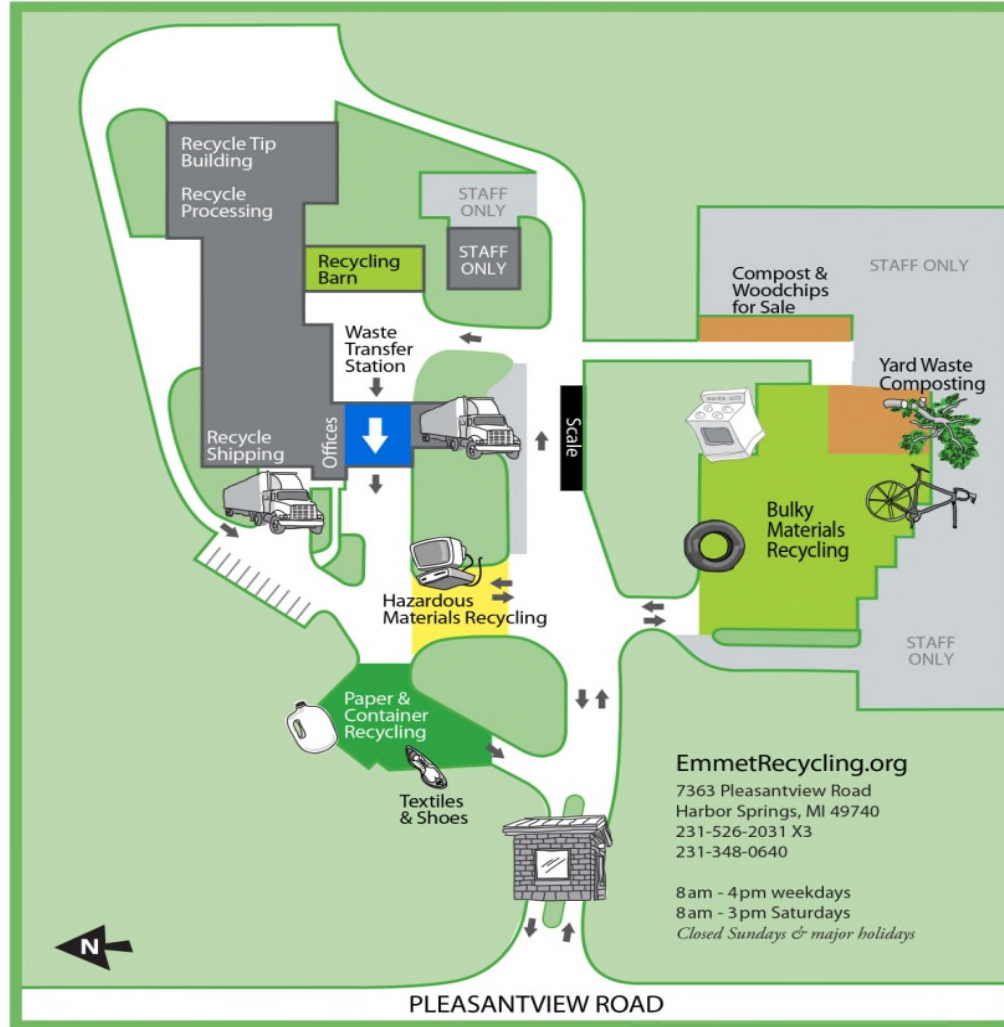 Recycle Tip
Building
Recycle
Processing
STAFF
ONLY
STAFF
ONLY
Recycling
Barn
STAFF ONLY
Compost &
Woodchips
for Sale
Waste
Transfer
Station
Yard Waste
Composting
Offices
Scale
Recycle
Shipping
Bulky
Materials
Recycling
Hazardous
Materials Recycling
STAFF
ONLY
Paper &
Container
Recycling
Textiles
& Shoes
EmmetRecycling.org
7363 Pleasantview Road
Harbor Springs, MI 49740
231-526-2031 X3
231-348-0640
8am - 4pm weekdays
8am - 3pm Saturdays
Closed Sundays & major holidays
N
PLEASANTVIEW ROAD